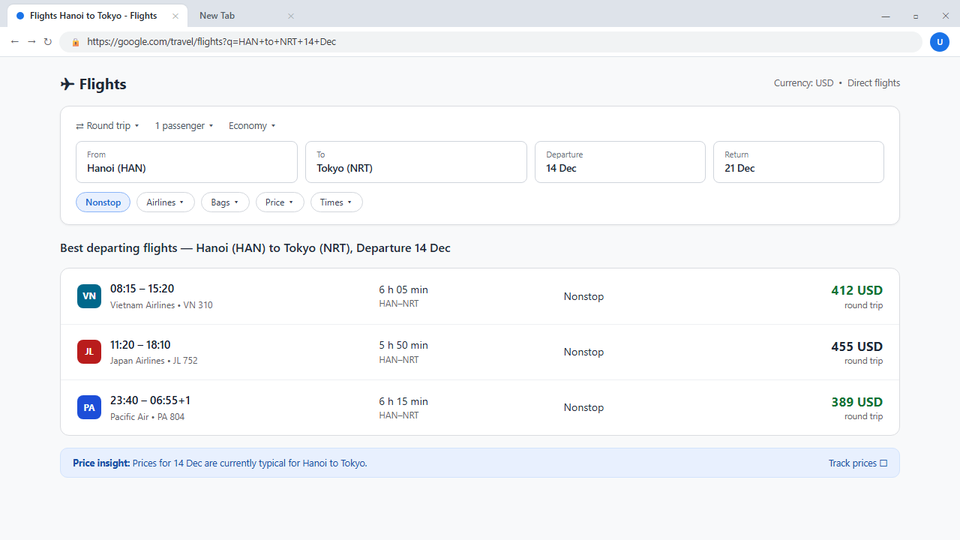 Flights Hanoi to Tokyo - Flights
New Tab
https://google.com/travel/flights?q=HAN+to+NRT+14+Dec
U
Flights
Currency: USD • Direct flights
Round trip
1 passenger
Economy
From
Hanoi (HAN)
To
Tokyo (NRT)
Departure
14 Dec
Return
21 Dec
Nonstop
Airlines
Bags
Price
Times
Best departing flights — Hanoi (HAN) to Tokyo (NRT), Departure 14 Dec
VN
08:15 – 15:20
Vietnam Airlines • VN 310
6 h 05 min
HAN–NRT
Nonstop
412 USD
round trip
JL
11:20 – 18:10
Japan Airlines • JL 752
5 h 50 min
HAN–NRT
Nonstop
455 USD
round trip
PA
23:40 – 06:55+1
Pacific Air • PA 804
6 h 15 min
HAN–NRT
Nonstop
389 USD
round trip
Price insight: Prices for 14 Dec are currently typical for Hanoi to Tokyo.
Track prices